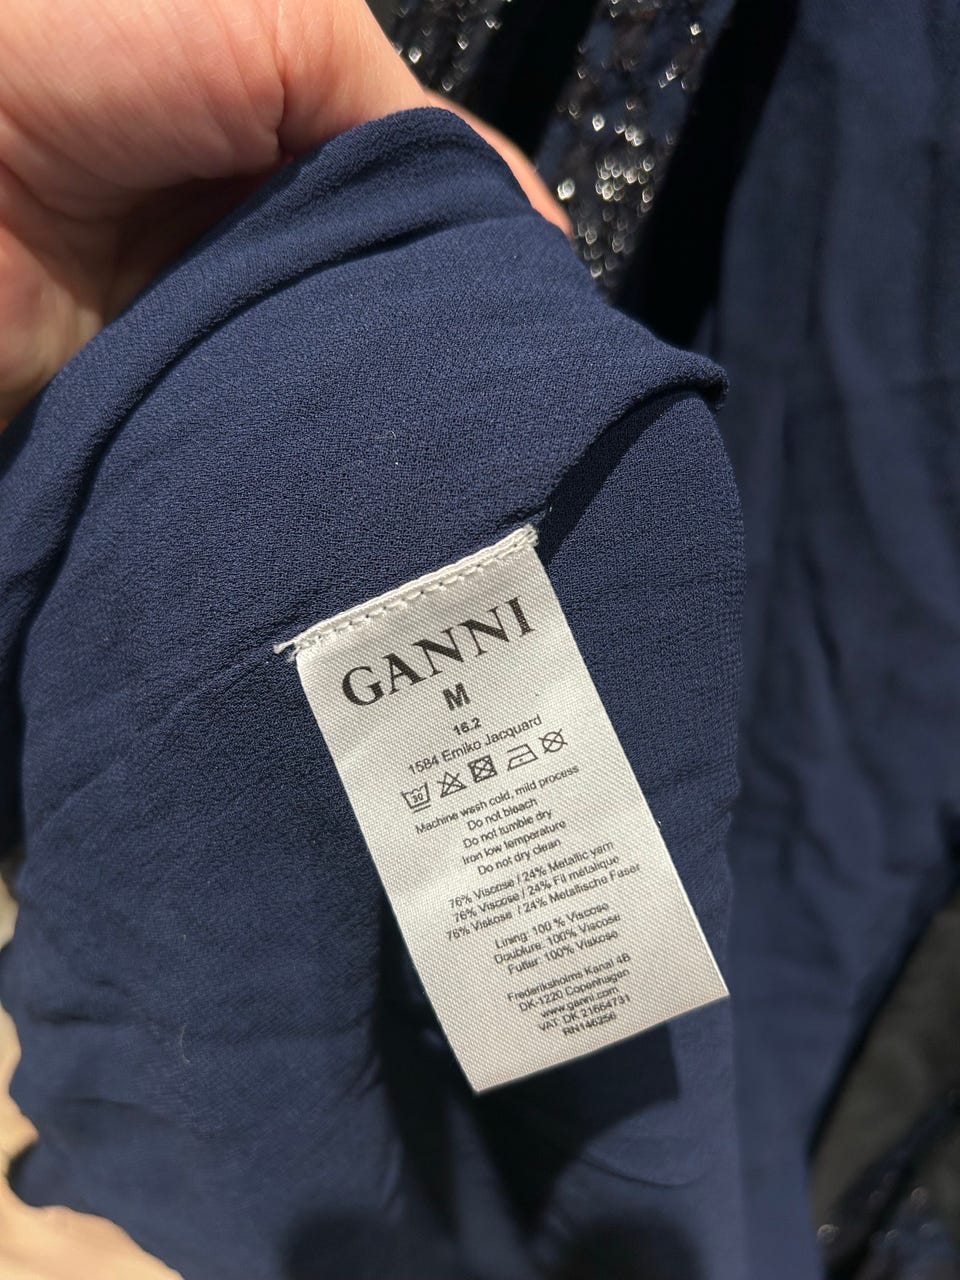 GANNI
M
16.2
1584 Emiko Jacquard
30
Machine wash cold, mild process
Do not bleach
Do not tumble dry
Iron low temperature
Do not dry clean
76% Viscose / 24% Metallic yarn
76% Viscose / 24% Fil métalique
76% Viskose / 24% Metallische Faser
Lining: 100 % Viscose
Doublure: 100% Viscose
Futter: 100% Viskose
Frederiksholms Kanal 4B
DK-1220 Copenhagen
www.ganni.com
VAT DK 21664731
RN146256